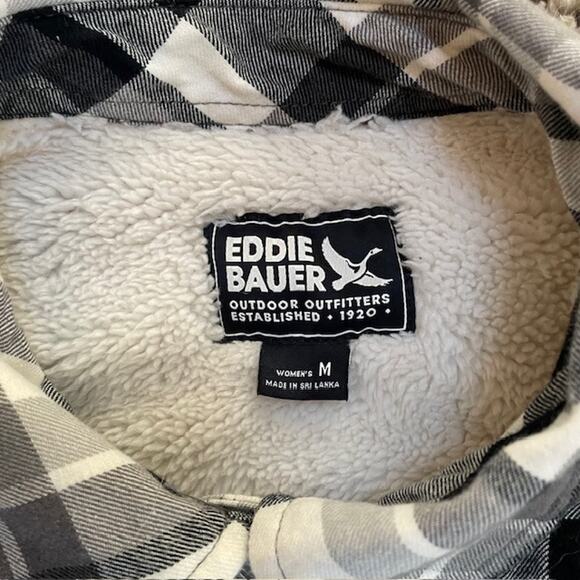 EDDIE
BAUER
OUTDOOR OUTFITTERS
ESTABLISHED • 1920 •
WOMEN'S M
MADE IN SRI LANKA